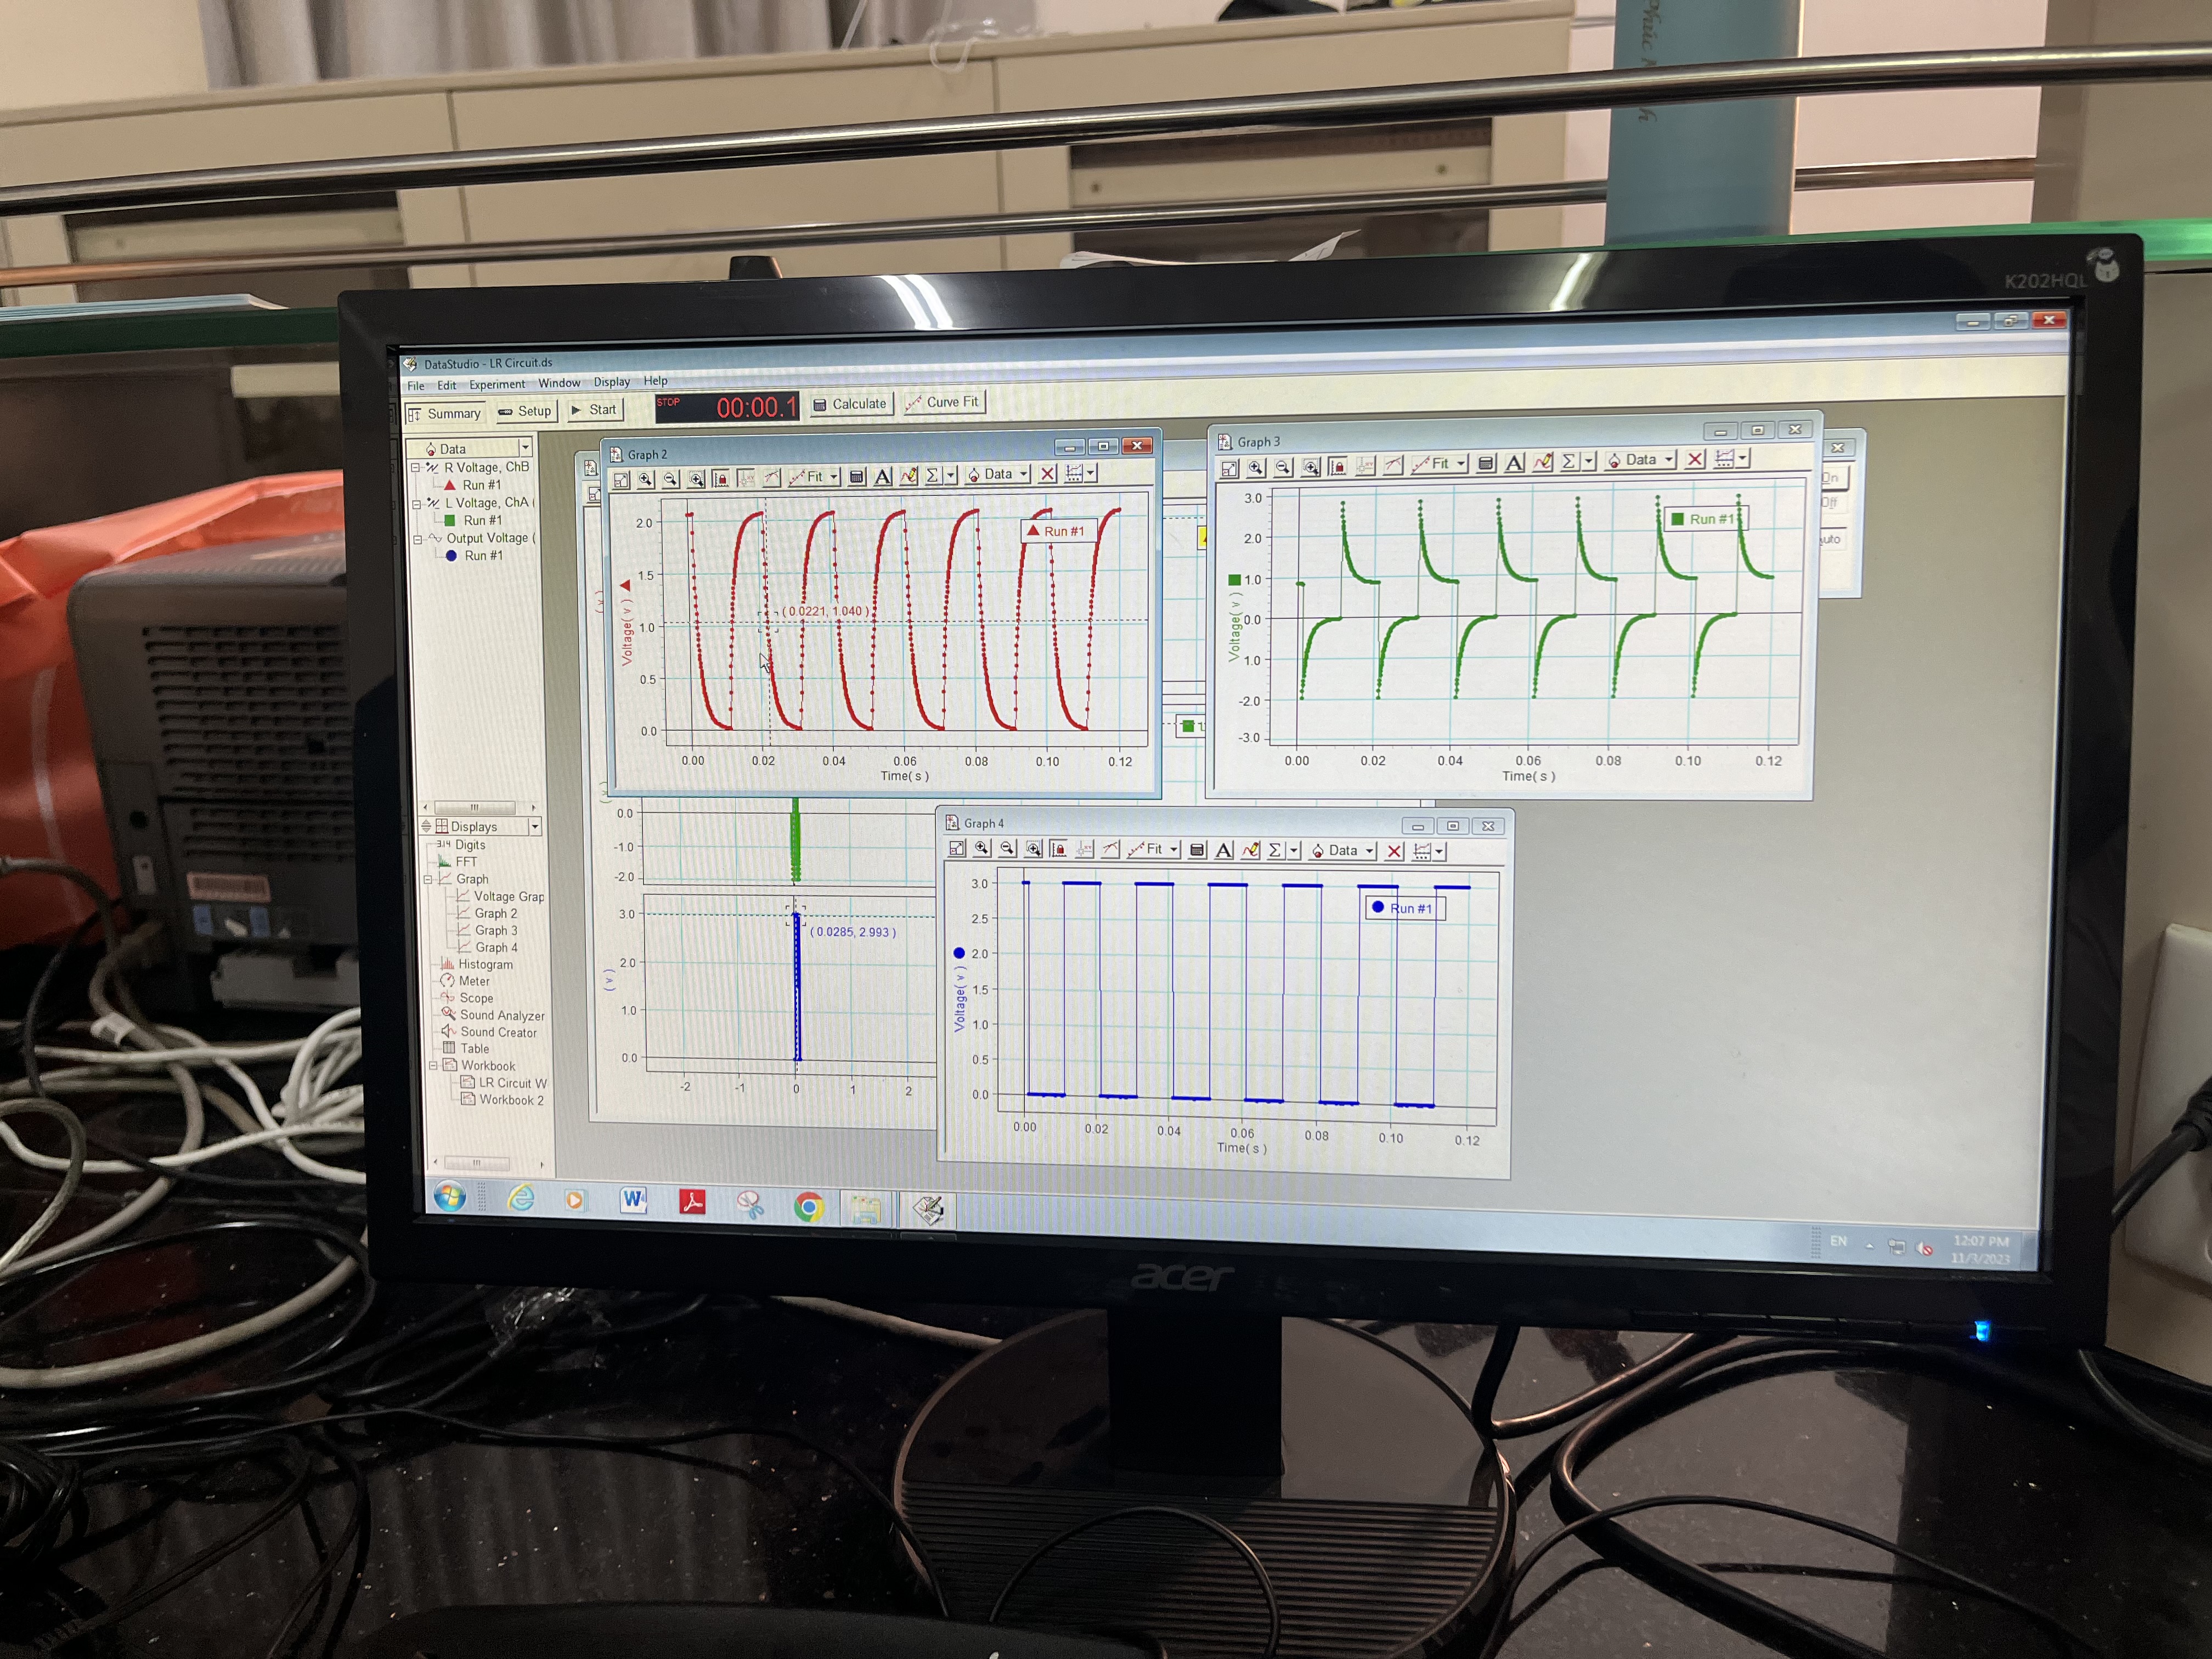 Phúc
K202HQL
DataStudio - LR Circuit.ds
File Edit Experiment Window Display Help
Summary Setup Start STOP 00:00.1 Calculate Curve Fit
Data
R Voltage, ChB
Run #1
L Voltage, ChA (
Run #1
Output Voltage (
Run #1
Displays
3.14 Digits
FFT
Graph
Voltage Grap
Graph 2
Graph 3
Graph 4
Histogram
Meter
Scope
Sound Analyzer
Sound Creator
Table
Workbook
LR Circuit W
Workbook 2
Graph 2
Fit A Σ Data
2.0
1.5
1.0
0.5
0.0
Voltage( v )
Run #1
( 0.0221, 1.040 )
0.00 0.02 0.04 0.06 0.08 0.10 0.12
Time( s )
Graph 3
Fit A Σ Data
3.0
2.0
1.0
0.0
1.0
-2.0
-3.0
Voltage( v )
Run #1
0.00 0.02 0.04 0.06 0.08 0.10 0.12
Time( s )
On
Off
uto
0.0
-1.0
-2.0
3.0
2.0
1.0
0.0
( v )
( 0.0285, 2.993 )
-2 -1 0 1 2
Graph 4
Fit A Σ Data
3.0
2.5
2.0
1.5
1.0
0.5
0.0
Voltage( v )
Run #1
0.00 0.02 0.04 0.06 0.08 0.10 0.12
Time( s )
EN
12:07 PM
11/3/2023
acer